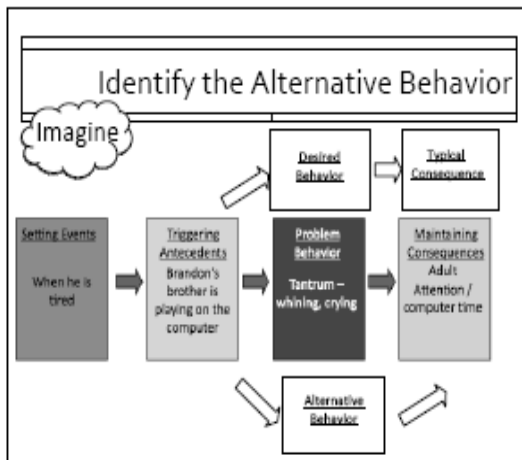 Identify the Alternative Behavior
Imagine
Desired
Behavior
Typical
Consequence
Setting Events
When he is
tired
Triggering
Antecedents
Brandon's
brother is
playing on the
computer
Problem
Behavior
Tantrum –
whining, crying
Maintaining
Consequences
Adult
Attention /
computer time
Alternative
Behavior